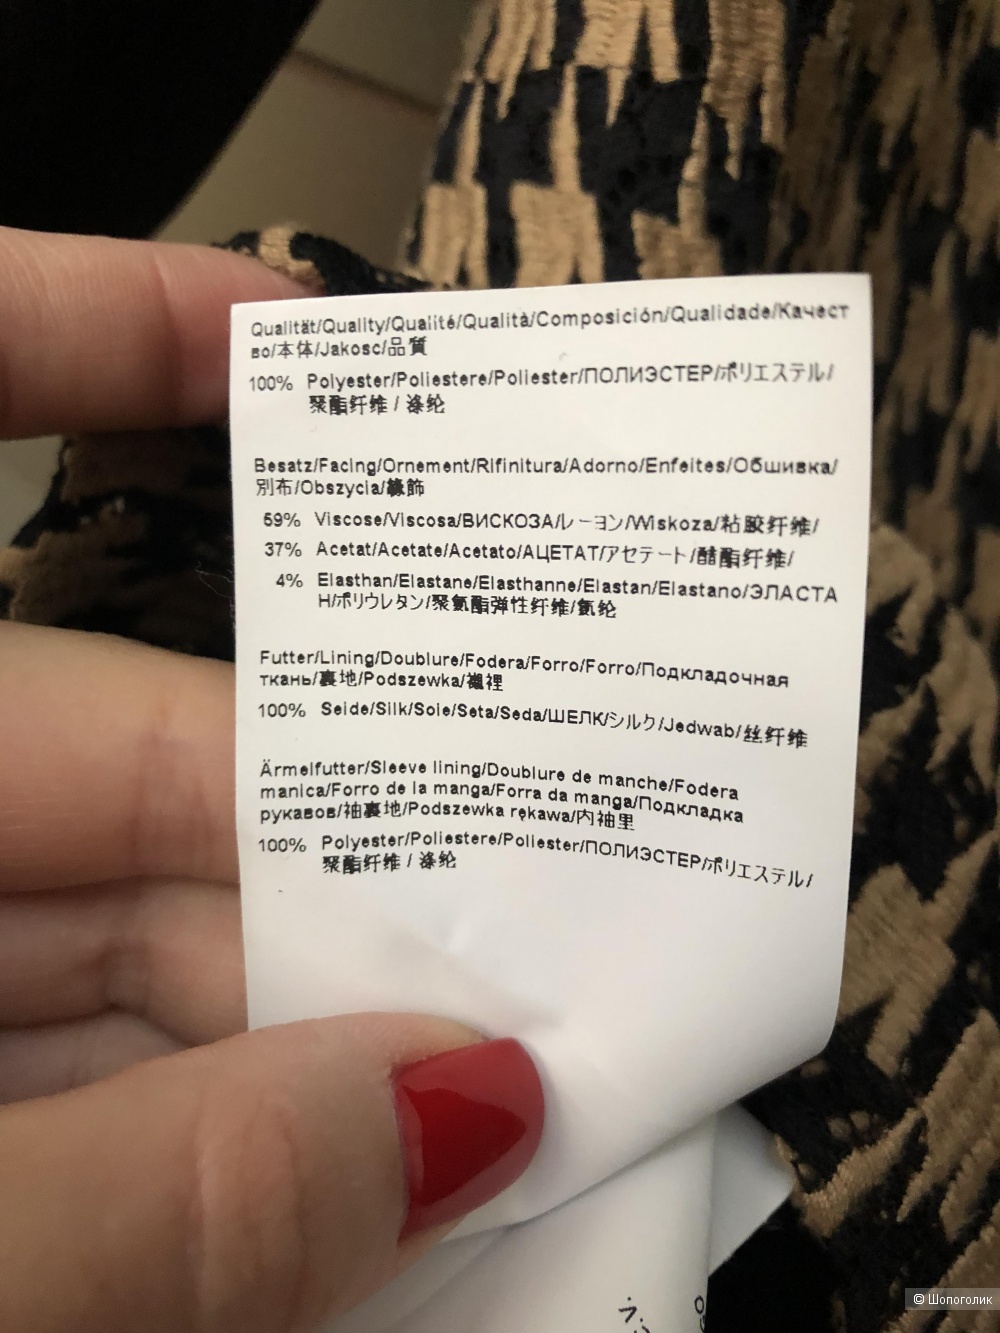 Qualität/Quality/Qualité/Qualità/Composición/Qualidade/Качест
во/本体/Jakosc/品質
100% Polyester/Poliestere/Poliester/ПОЛИЭСТЕР/ポリエステル/
聚酯纤维 / 涤纶
Besatz/Facing/Ornement/Rifinitura/Adorno/Enfeites/Обшивка/
別布/Obszycia/緣飾
59% Viscose/Viscosa/ВИСКОЗА/レーヨン/Wiskoza/粘胶纤维/
37% Acetat/Acetate/Acetato/АЦЕТАТ/アセテート/醋酯纤维/
4% Elasthan/Elastane/Elasthanne/Elastan/Elastano/ЭЛАСТА
Н/ポリウレタン/聚氨酯弹性纤维/氨纶
Futter/Lining/Doublure/Fodera/Forro/Forro/Подкладочная
ткань/裏地/Podszewka/襯裡
100% Seide/Silk/Soie/Seta/Seda/ШЕЛК/シルク/Jedwab/丝纤维
Ärmelfutter/Sleeve lining/Doublure de manche/Fodera
manica/Forro de la manga/Forra da manga/Подкладка
рукавов/袖裏地/Podszewka rękawa/内袖里
100% Polyester/Poliestere/Poliester/ПОЛИЭСТЕР/ポリエステル/
聚酯纤维 / 涤纶
© Шопоголик